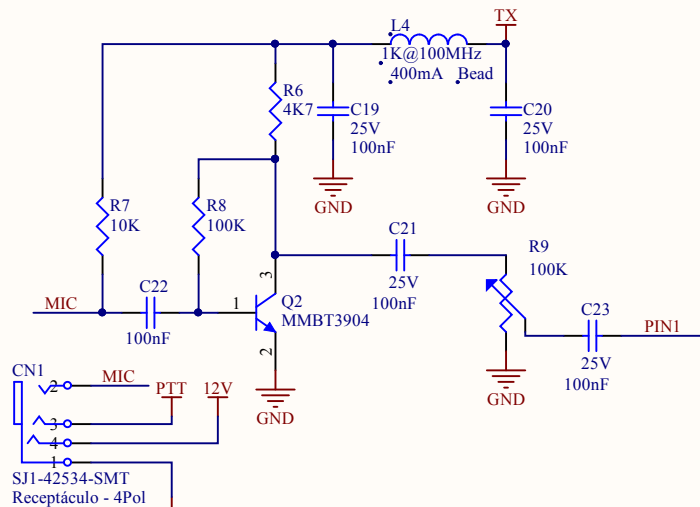 TX
L4
1K@100MHz
400mA Bead
R6
4K7
C19
25V
100nF
C20
25V
100nF
GND
GND
R7
10K
R8
100K
C21
25V
100nF
R9
100K
MIC
C22
100nF
1
3
2
Q2
MMBT3904
GND
GND
C23
25V
100nF
PIN1
CN1
2
MIC
PTT
12V
3
4
1
SJ1-42534-SMT
Receptáculo - 4Pol